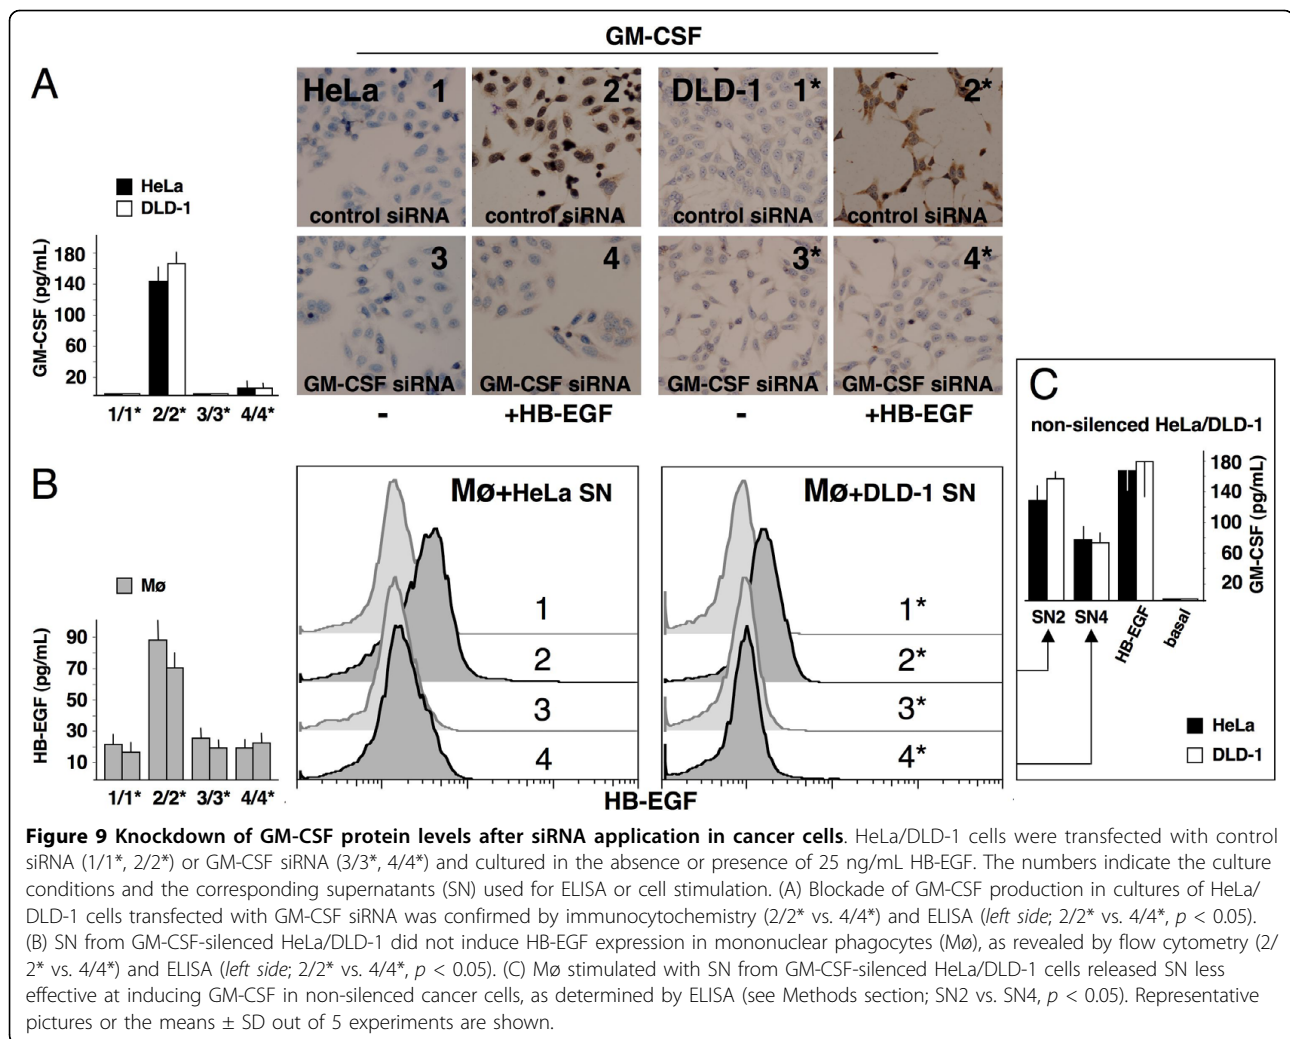 GM-CSF
A
HeLa 1
control siRNA
2
control siRNA
DLD-1 1*
control siRNA
2*
control siRNA
3
GM-CSF siRNA
4
GM-CSF siRNA
3*
GM-CSF siRNA
4*
GM-CSF siRNA
-
+HB-EGF
-
+HB-EGF
HeLa
DLD-1
GM-CSF (pg/mL)
180
140
100
60
20
1/1* 2/2* 3/3* 4/4*
B
Mø
HB-EGF (pg/mL)
90
70
50
30
10
1/1* 2/2* 3/3* 4/4*
Mø+HeLa SN
1
2
3
4
Mø+DLD-1 SN
1*
2*
3*
4*
HB-EGF
C
non-silenced HeLa/DLD-1
180
140
100
60
20
GM-CSF (pg/mL)
SN2 SN4 HB-EGF basal
HeLa
DLD-1
Figure 9 Knockdown of GM-CSF protein levels after siRNA application in cancer cells. HeLa/DLD-1 cells were transfected with control
siRNA (1/1*, 2/2*) or GM-CSF siRNA (3/3*, 4/4*) and cultured in the absence or presence of 25 ng/mL HB-EGF. The numbers indicate the culture
conditions and the corresponding supernatants (SN) used for ELISA or cell stimulation. (A) Blockade of GM-CSF production in cultures of HeLa/
DLD-1 cells transfected with GM-CSF siRNA was confirmed by immunocytochemistry (2/2* vs. 4/4*) and ELISA (left side; 2/2* vs. 4/4*, p < 0.05).
(B) SN from GM-CSF-silenced HeLa/DLD-1 did not induce HB-EGF expression in mononuclear phagocytes (Mø), as revealed by flow cytometry (2/
2* vs. 4/4*) and ELISA (left side; 2/2* vs. 4/4*, p < 0.05). (C) Mø stimulated with SN from GM-CSF-silenced HeLa/DLD-1 cells released SN less
effective at inducing GM-CSF in non-silenced cancer cells, as determined by ELISA (see Methods section; SN2 vs. SN4, p < 0.05). Representative
pictures or the means ± SD out of 5 experiments are shown.